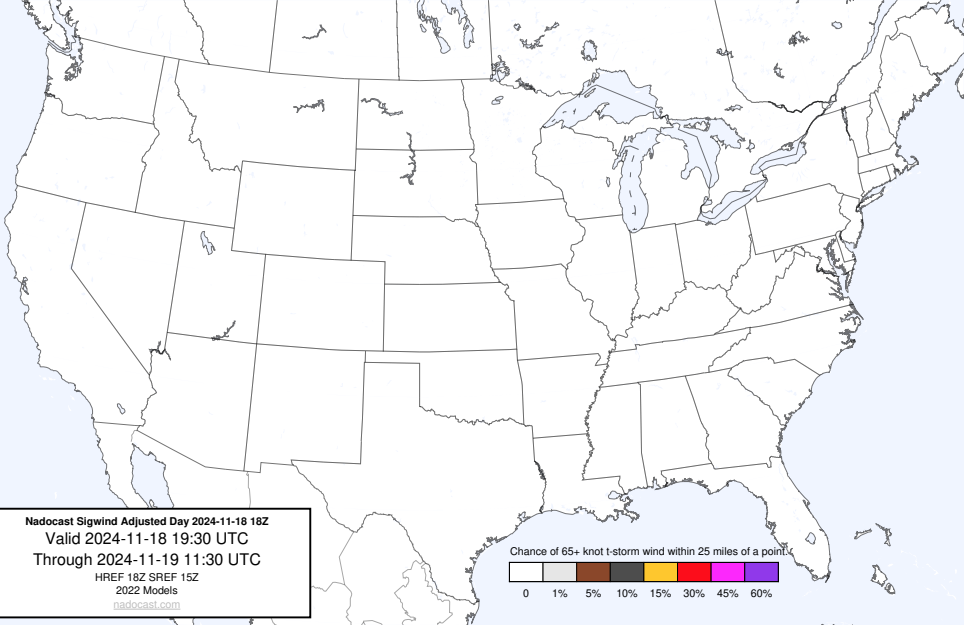 Nadocast Sigwind Adjusted Day 2024-11-18 18Z
Valid 2024-11-18 19:30 UTC
Through 2024-11-19 11:30 UTC
HREF 18Z SREF 15Z
2022 Models
nadocast.com
Chance of 65+ knot t-storm wind within 25 miles of a point.
0 1% 5% 10% 15% 30% 45% 60%